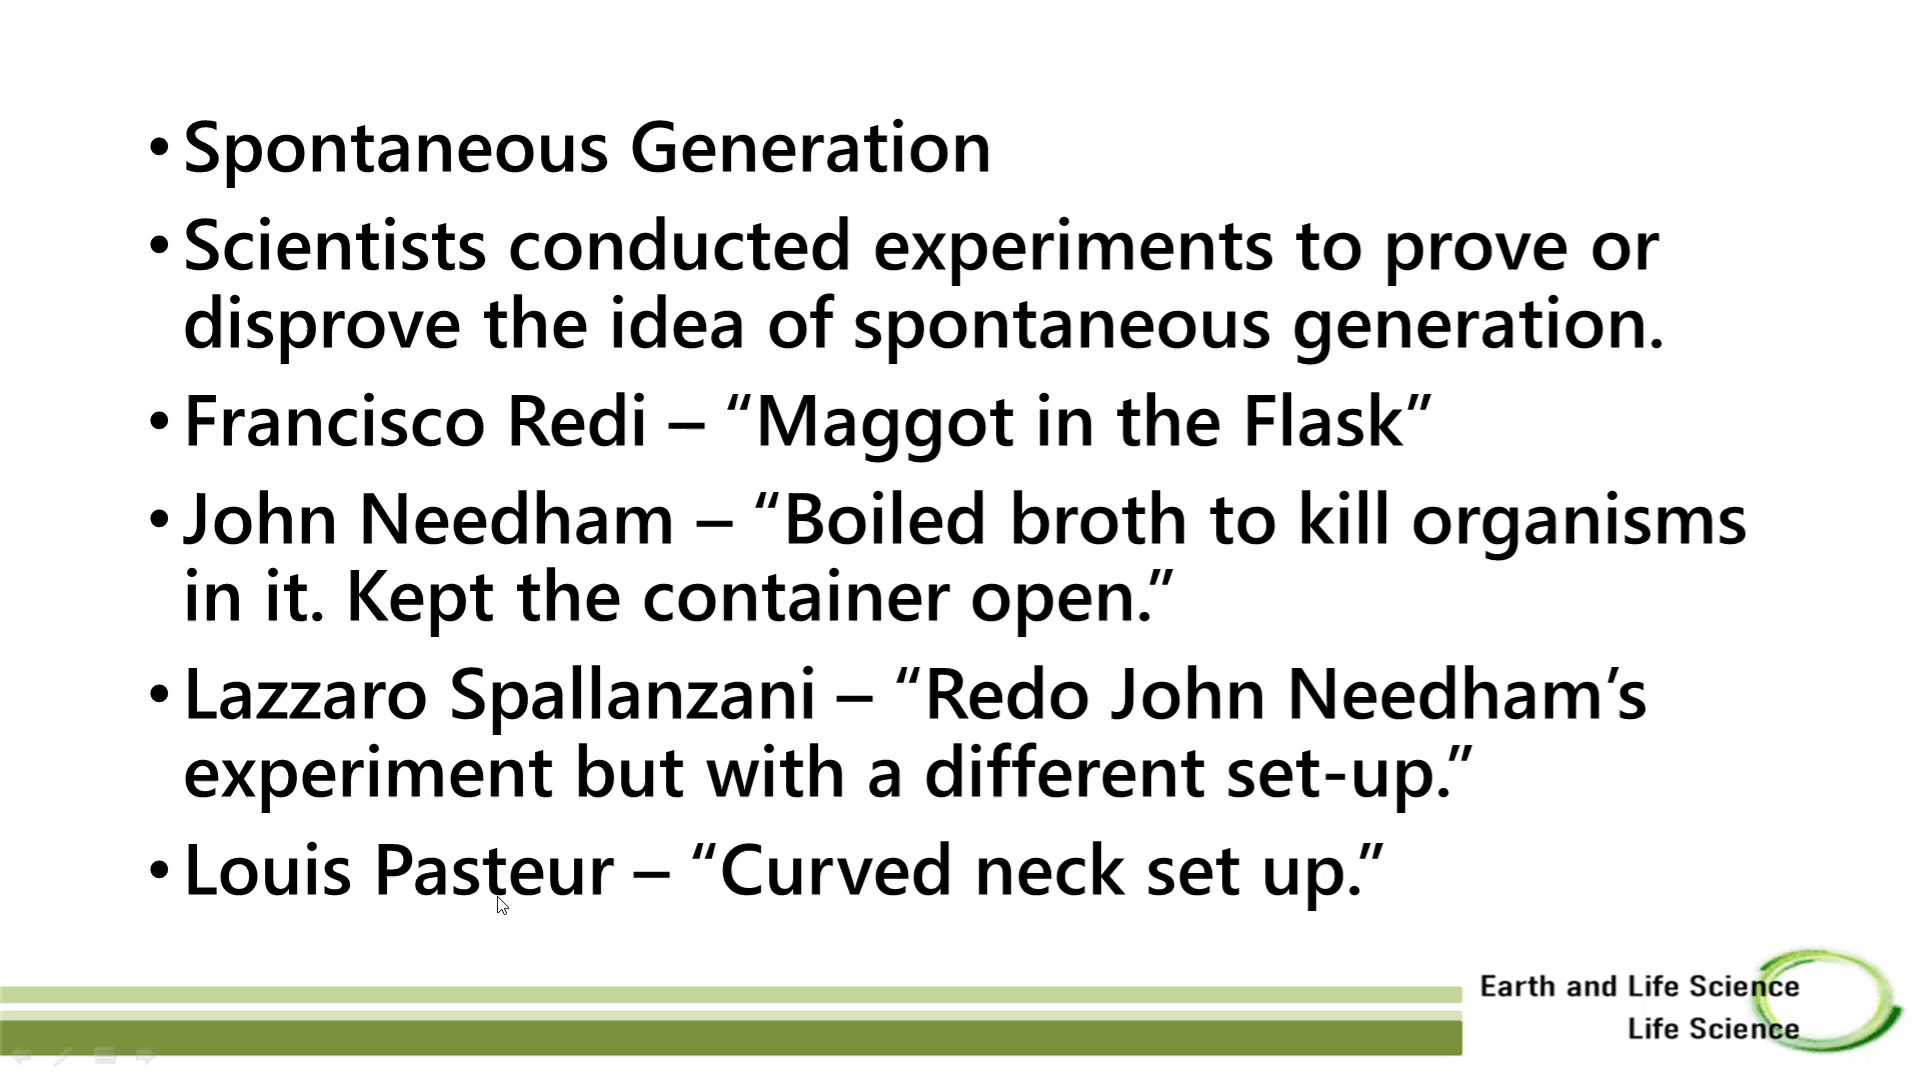 • Spontaneous Generation
• Scientists conducted experiments to prove or
disprove the idea of spontaneous generation.
• Francisco Redi – “Maggot in the Flask”
• John Needham – “Boiled broth to kill organisms
in it. Kept the container open.”
• Lazzaro Spallanzani – “Redo John Needham’s
experiment but with a different set-up.”
• Louis Pasteur – “Curved neck set up.”
Earth and Life Science
Life Science